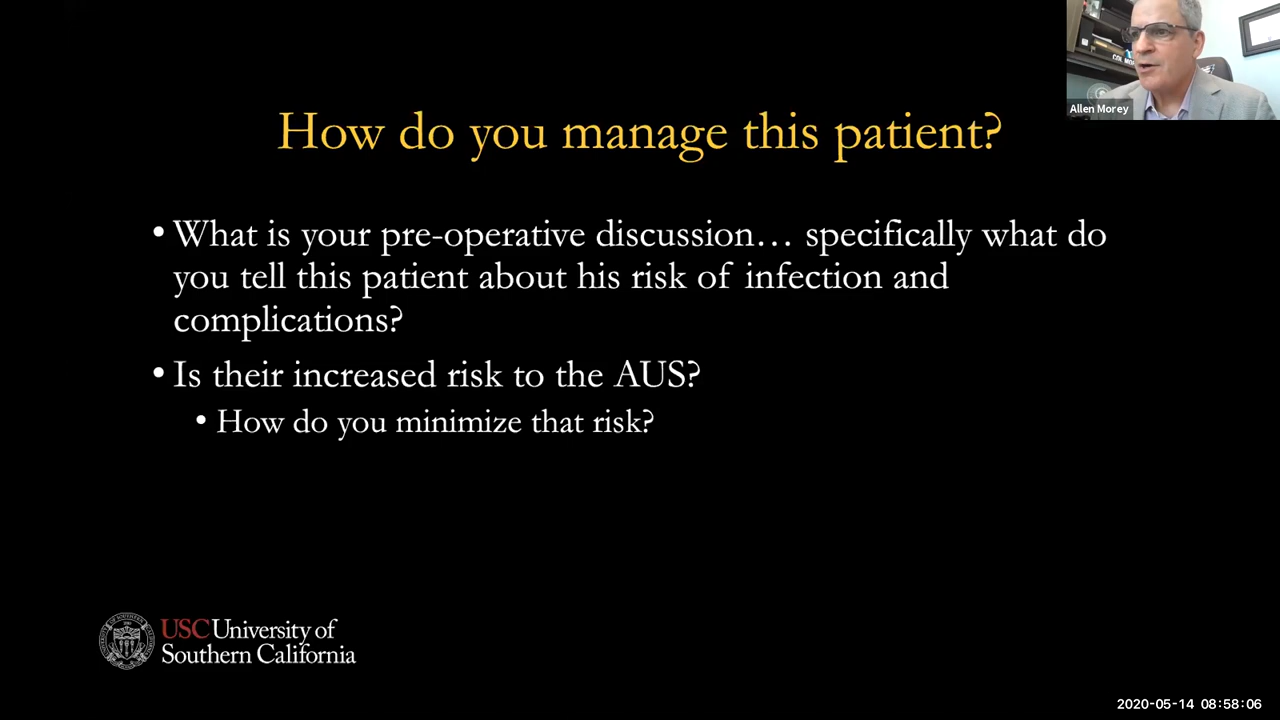 How do you manage this patient?
• What is your pre-operative discussion… specifically what do
you tell this patient about his risk of infection and
complications?
• Is their increased risk to the AUS?
• How do you minimize that risk?
Allen Morey
USC University of
Southern California
2020-05-14 08:58:06